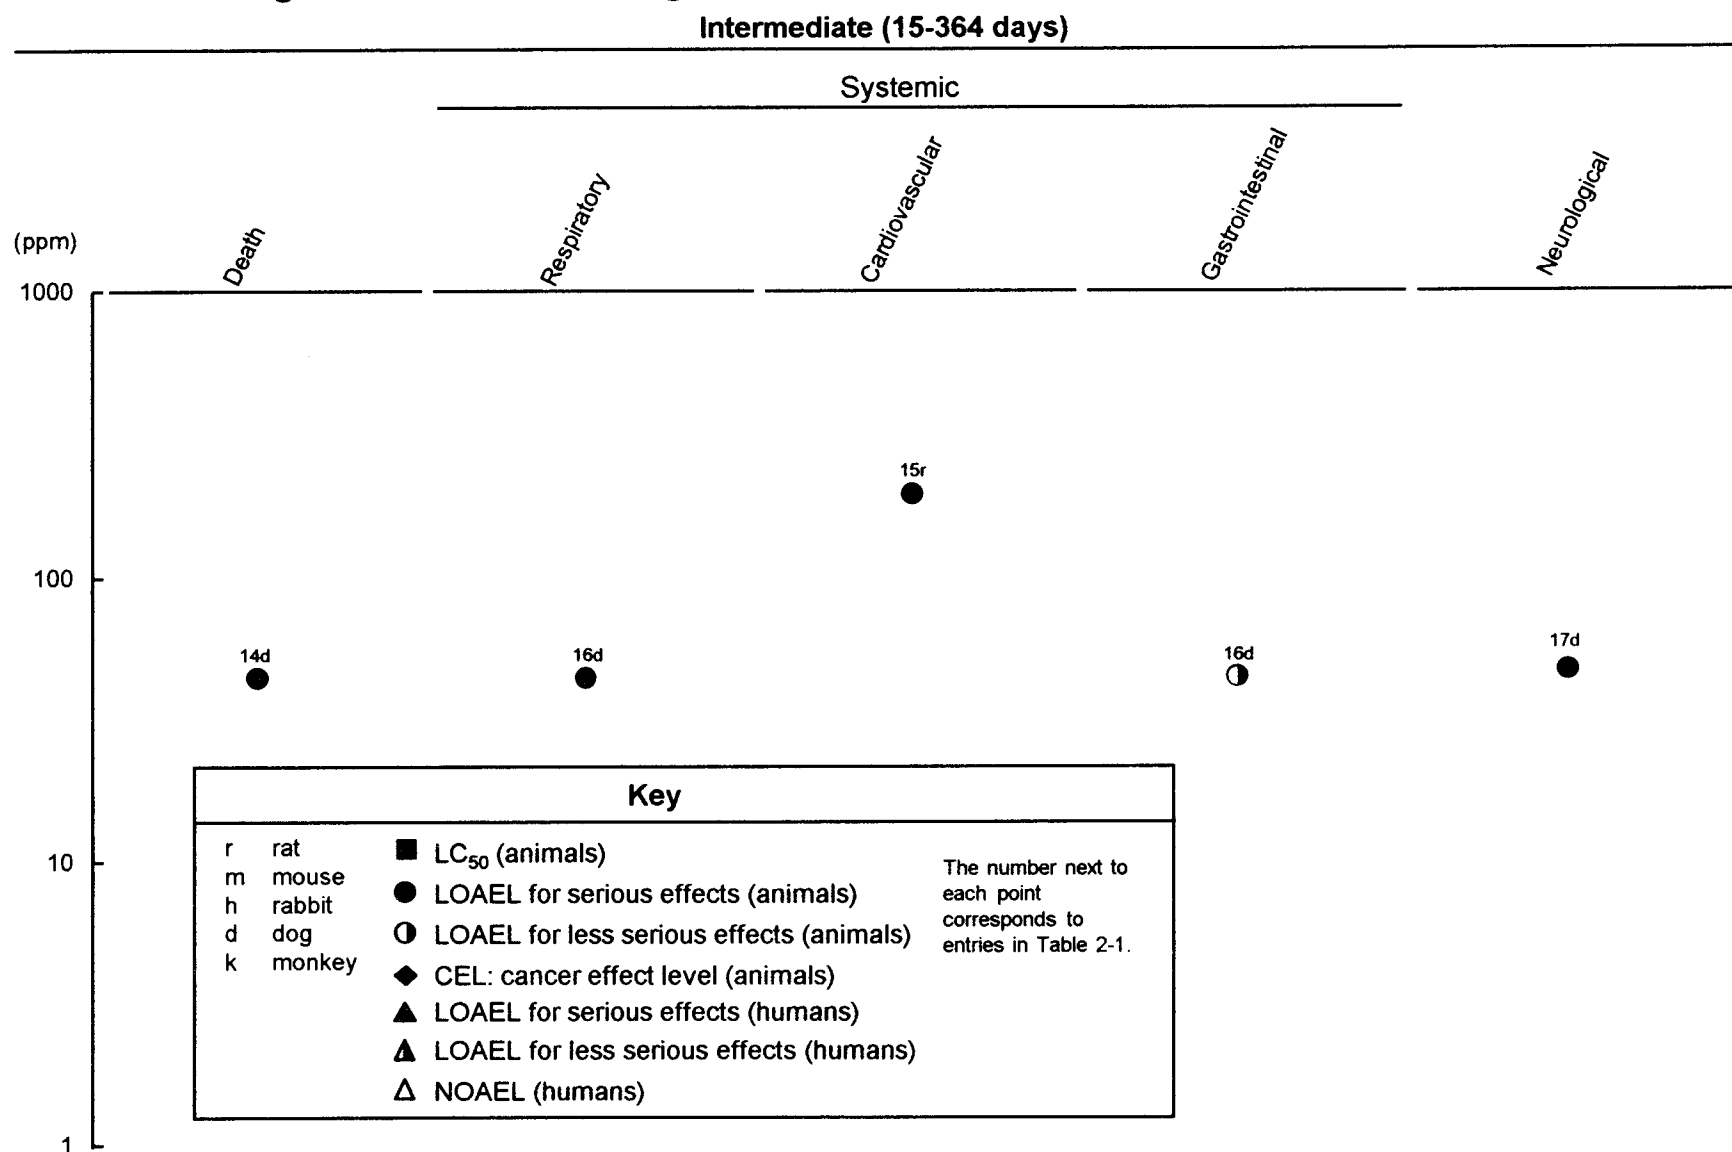 Intermediate (15-364 days)
Systemic
(ppm)
Death
Respiratory
Cardiovascular
Gastrointestinal
Neurological
1000
15r
100
14d
16d
16d
17d
Key
r rat
m mouse
h rabbit
d dog
k monkey
LC50 (animals)
LOAEL for serious effects (animals)
LOAEL for less serious effects (animals)
CEL: cancer effect level (animals)
LOAEL for serious effects (humans)
LOAEL for less serious effects (humans)
NOAEL (humans)
The number next to
each point
corresponds to
entries in Table 2-1.
10
1